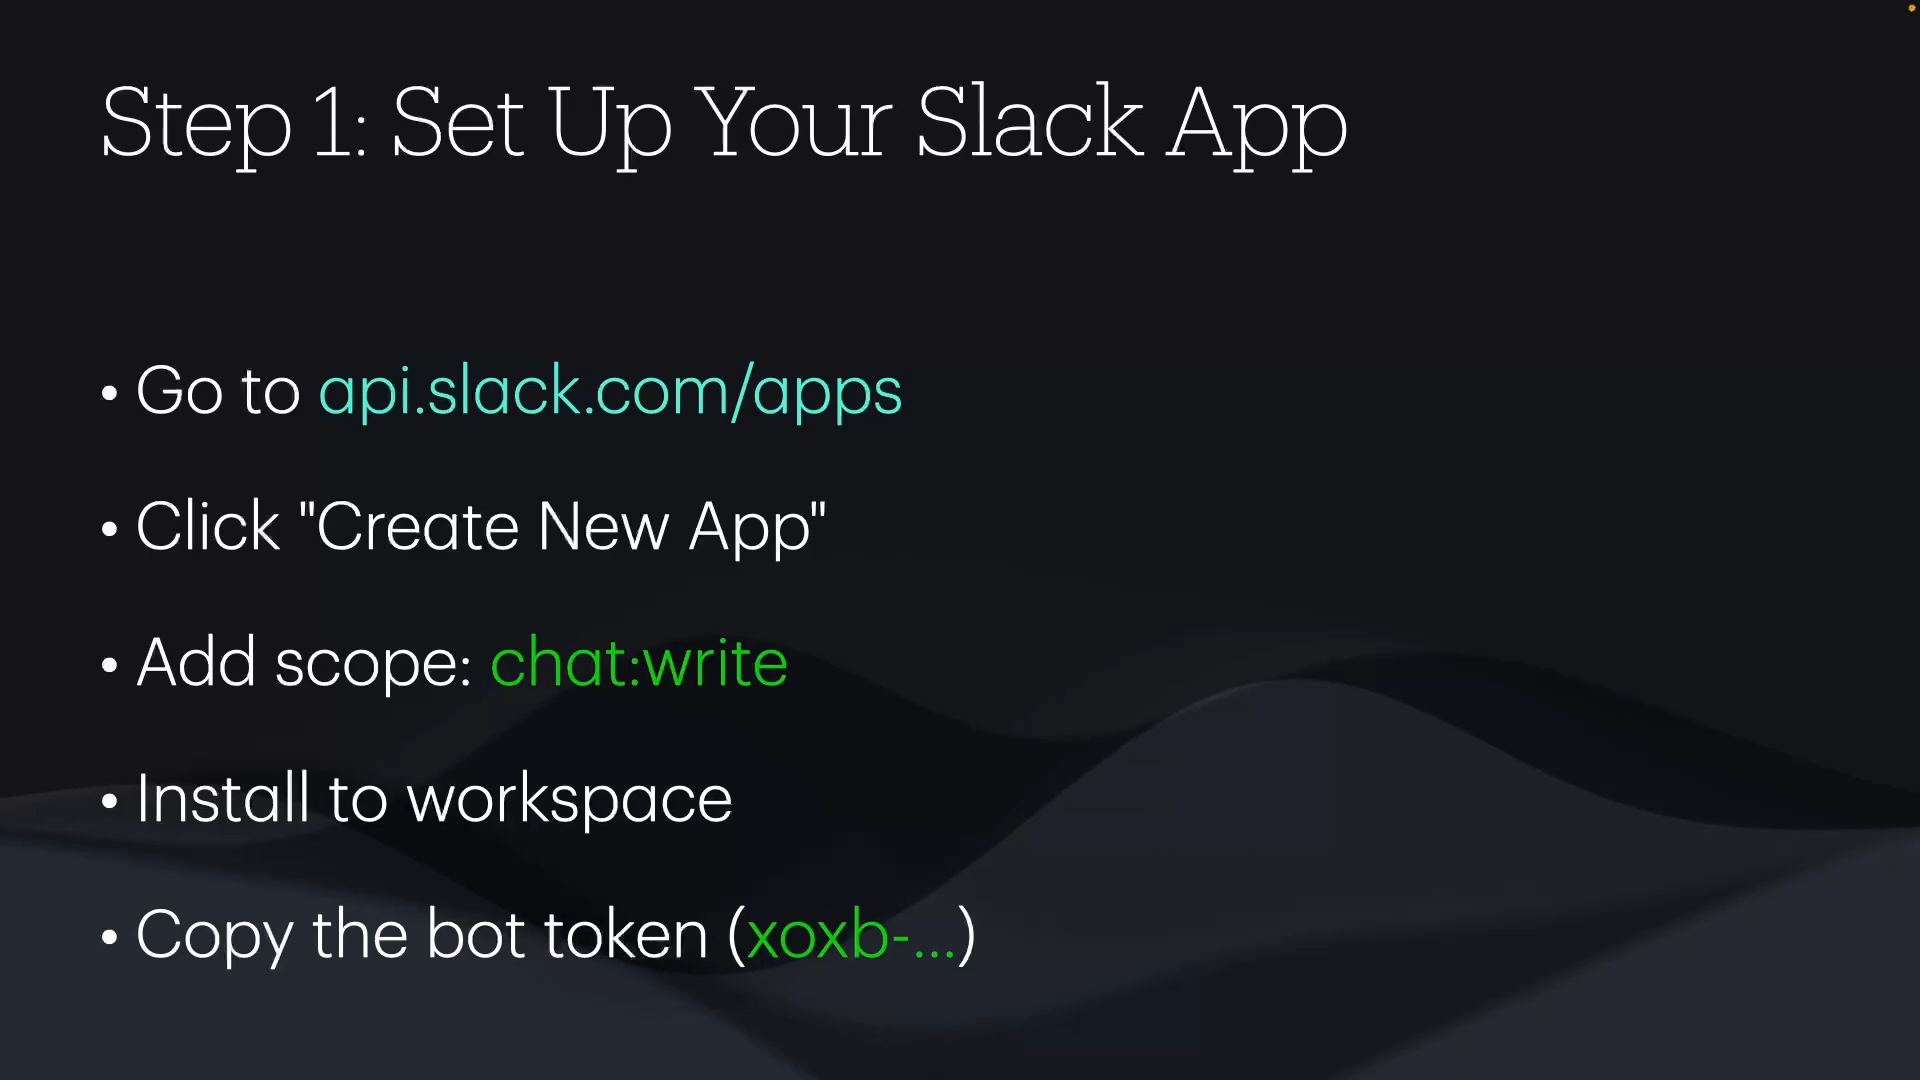 Step 1: Set Up Your Slack App
• Go to api.slack.com/apps
• Click "Create New App"
• Add scope: chat:write
• Install to workspace
• Copy the bot token (xoxb-...)